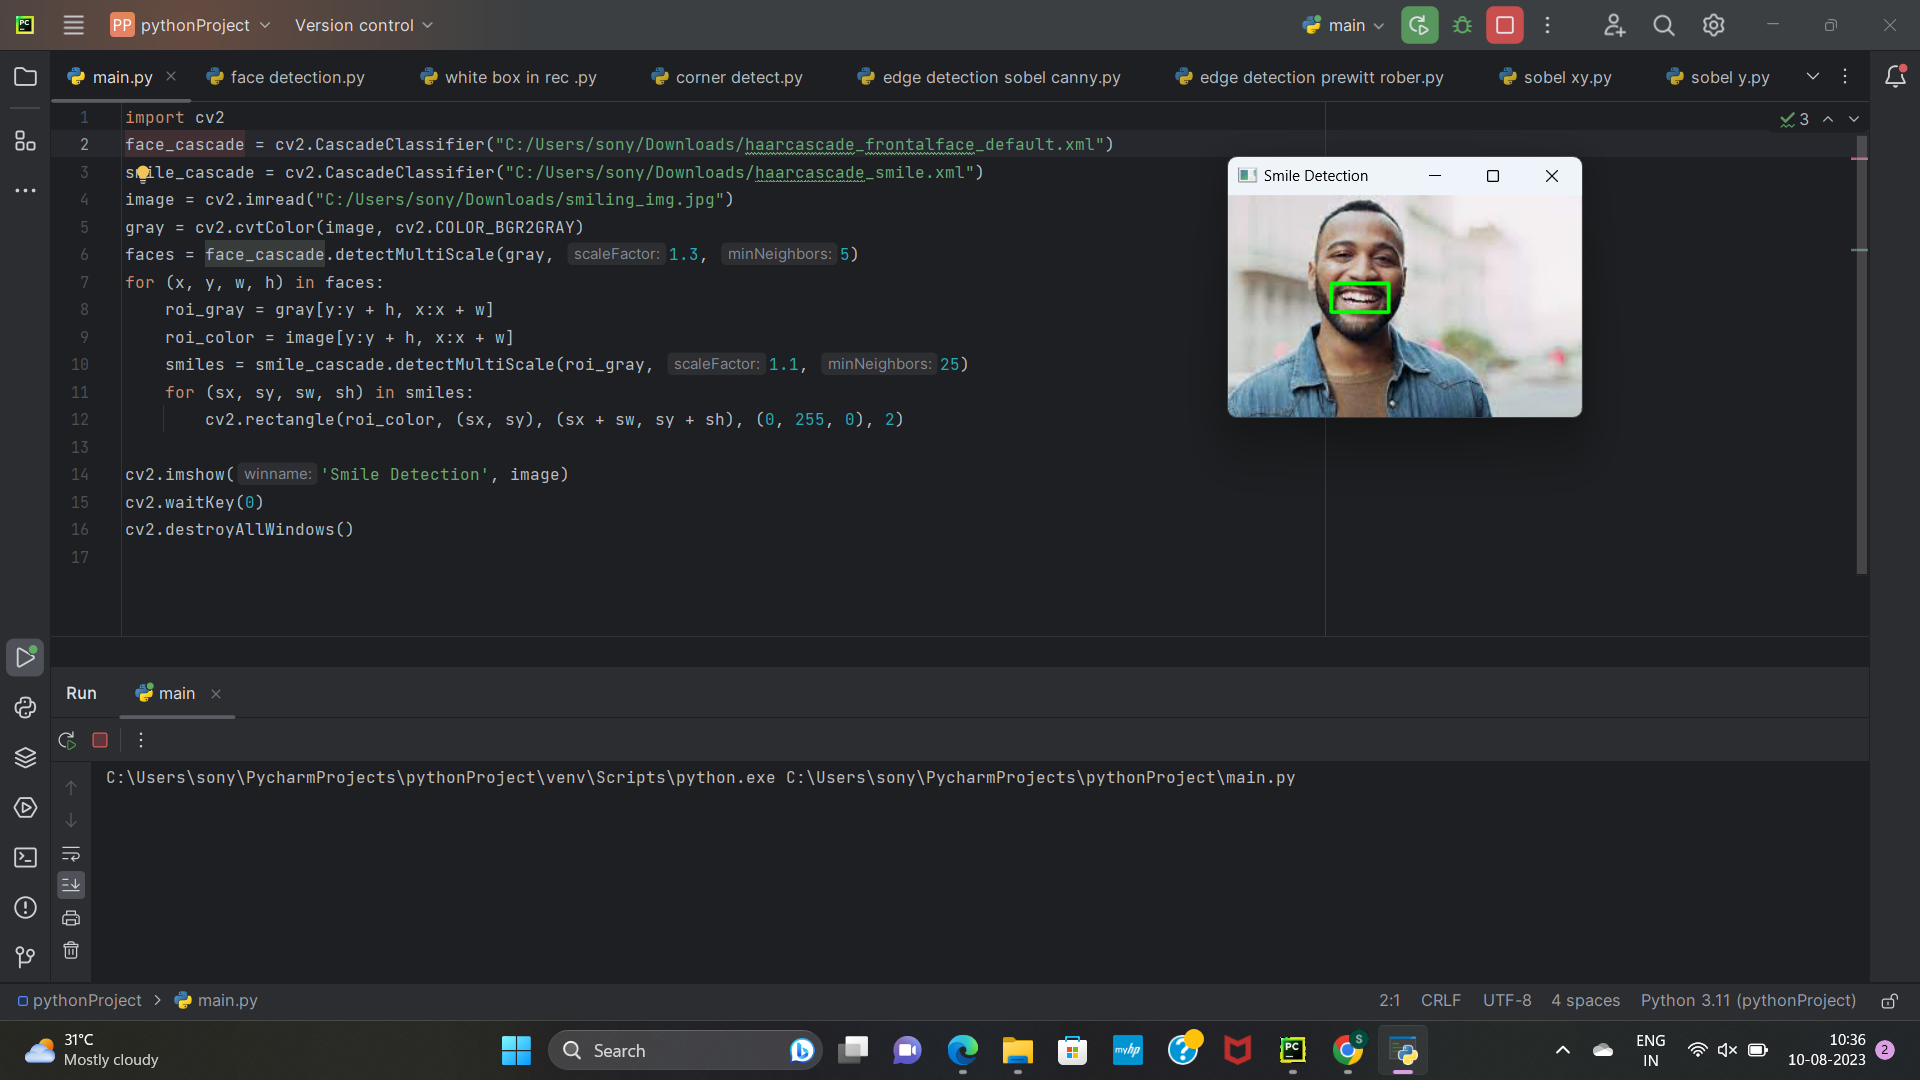 PC
PP pythonProject
Version control
main
main.py
face detection.py
white box in rec .py
corner detect.py
edge detection sobel canny.py
edge detection prewitt rober.py
sobel xy.py
sobel y.py
3
1 import cv2
2 face_cascade = cv2.CascadeClassifier("C:/Users/sony/Downloads/haarcascade_frontalface_default.xml")
3 smile_cascade = cv2.CascadeClassifier("C:/Users/sony/Downloads/haarcascade_smile.xml")
4 image = cv2.imread("C:/Users/sony/Downloads/smiling_img.jpg")
5 gray = cv2.cvtColor(image, cv2.COLOR_BGR2GRAY)
6 faces = face_cascade.detectMultiScale(gray, scaleFactor: 1.3, minNeighbors: 5)
7 for (x, y, w, h) in faces:
8 roi_gray = gray[y:y + h, x:x + w]
9 roi_color = image[y:y + h, x:x + w]
10 smiles = smile_cascade.detectMultiScale(roi_gray, scaleFactor: 1.1, minNeighbors: 25)
11 for (sx, sy, sw, sh) in smiles:
12 cv2.rectangle(roi_color, (sx, sy), (sx + sw, sy + sh), (0, 255, 0), 2)
13
14 cv2.imshow( winname: 'Smile Detection', image)
15 cv2.waitKey(0)
16 cv2.destroyAllWindows()
17
Smile Detection
Run
main
C:\Users\sony\PycharmProjects\pythonProject\venv\Scripts\python.exe C:\Users\sony\PycharmProjects\pythonProject\main.py
pythonProject > main.py
2:1 CRLF UTF-8 4 spaces Python 3.11 (pythonProject)
31°C
Mostly cloudy
Search
myhp
PC
S
ENG
IN
10:36
10-08-2023
2